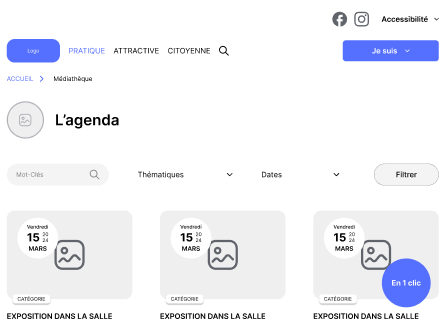 Accessibilité
Logo
PRATIQUE
ATTRACTIVE
CITOYENNE
Je suis
ACCUEIL
Médiathèque
L'agenda
Mot-Clés
Thématiques
Dates
Filtrer
Vendredi
15 20 24
MARS
CATÉGORIE
EXPOSITION DANS LA SALLE
Vendredi
15 20 24
MARS
CATÉGORIE
EXPOSITION DANS LA SALLE
Vendredi
15 20 24
MARS
CATÉGORIE
EXPOSITION DANS LA SALLE
En 1 clic